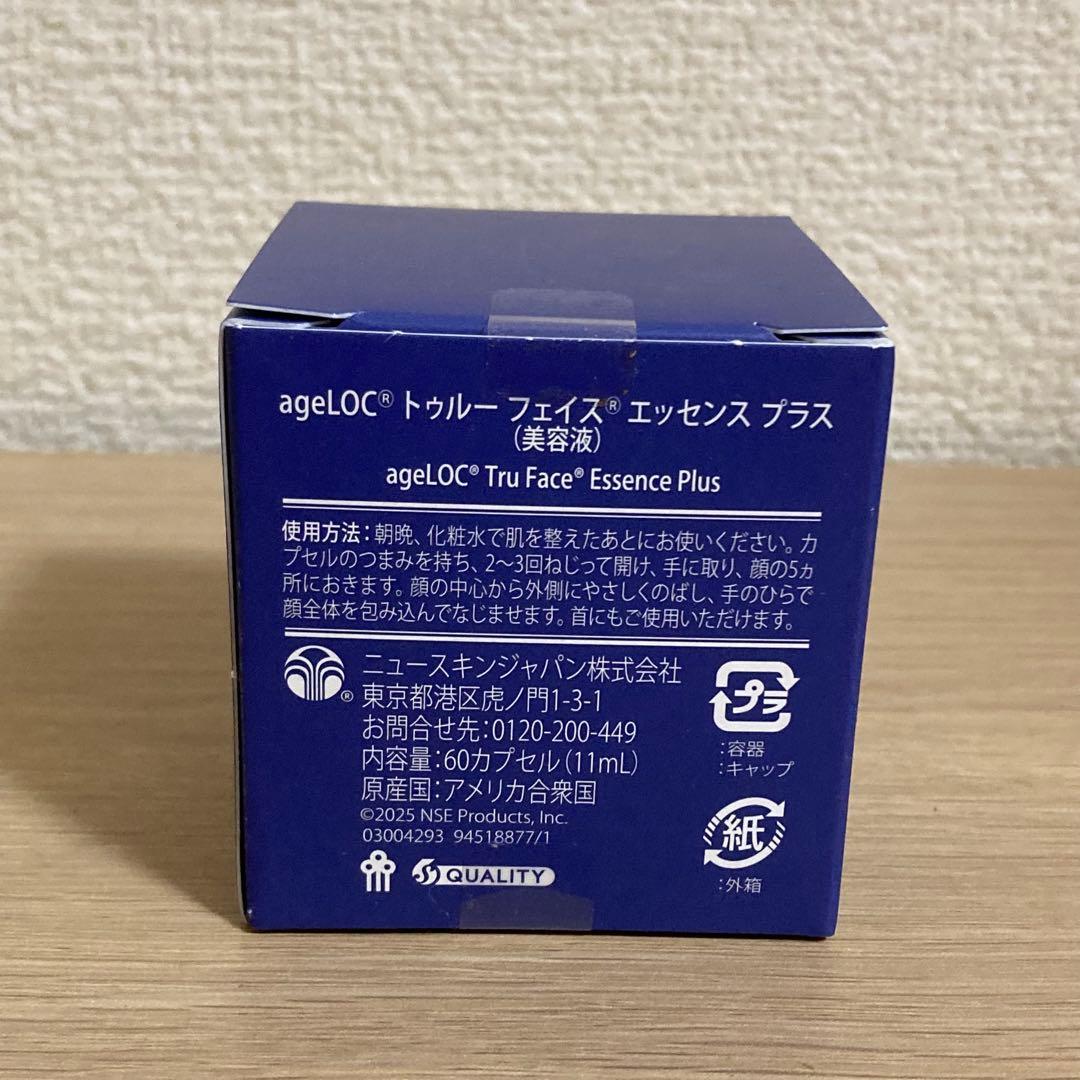 ageLOC® トゥルー フェイス® エッセンス プラス
（美容液）
ageLOC® Tru Face® Essence Plus
使用方法：朝晩、化粧水で肌を整えたあとにお使いください。カ
プセルのつまみを持ち、2〜3回ねじって開け、手に取り、顔の5ヵ
所におきます。顔の中心から外側にやさしくのばし、手のひらで
顔全体を包み込んでなじませます。首にもご使用いただけます。
®
ニュースキンジャパン株式会社
東京都港区虎ノ門1-3-1
お問合せ先：0120-200-449
内容量：60カプセル（11mL）
原産国：アメリカ合衆国
©2025 NSE Products, Inc.
03004293 94518877/1
QUALITY
プラ
：容器
：キャップ
紙
：外箱